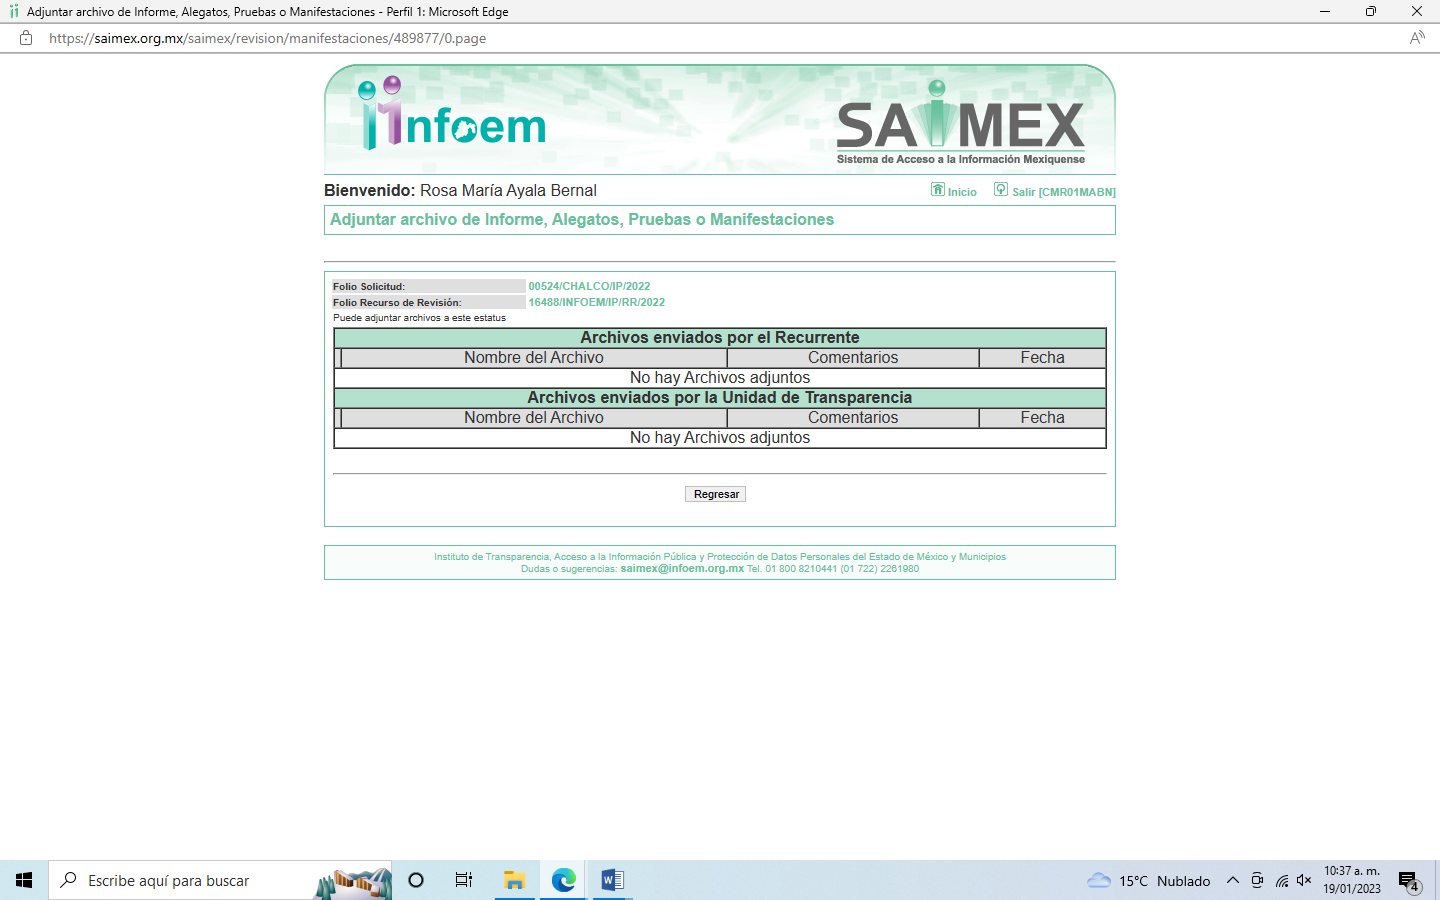 Adjuntar archivo de Informe, Alegatos, Pruebas o Manifestaciones - Perfil 1: Microsoft Edge
https://saimex.org.mx/saimex/revision/manifestaciones/489877/0.page
infoem
SAIMEX
Sistema de Acceso a la Información Mexiquense
Bienvenido: Rosa María Ayala Bernal
Inicio
Salir [CMR01MABN]
Adjuntar archivo de Informe, Alegatos, Pruebas o Manifestaciones
Folio Solicitud: 00524/CHALCO/IP/2022
Folio Recurso de Revisión: 16488/INFOEM/IP/RR/2022
Puede adjuntar archivos a este estatus
Archivos enviados por el Recurrente
Nombre del Archivo Comentarios Fecha
No hay Archivos adjuntos
Archivos enviados por la Unidad de Transparencia
Nombre del Archivo Comentarios Fecha
No hay Archivos adjuntos
Regresar
Instituto de Transparencia, Acceso a la Información Pública y Protección de Datos Personales del Estado de México y Municipios
Dudas o sugerencias: saimex@infoem.org.mx Tel. 01 800 8210441 (01 722) 2261980
Escribe aquí para buscar
15°C Nublado
10:37 a. m.
19/01/2023
4